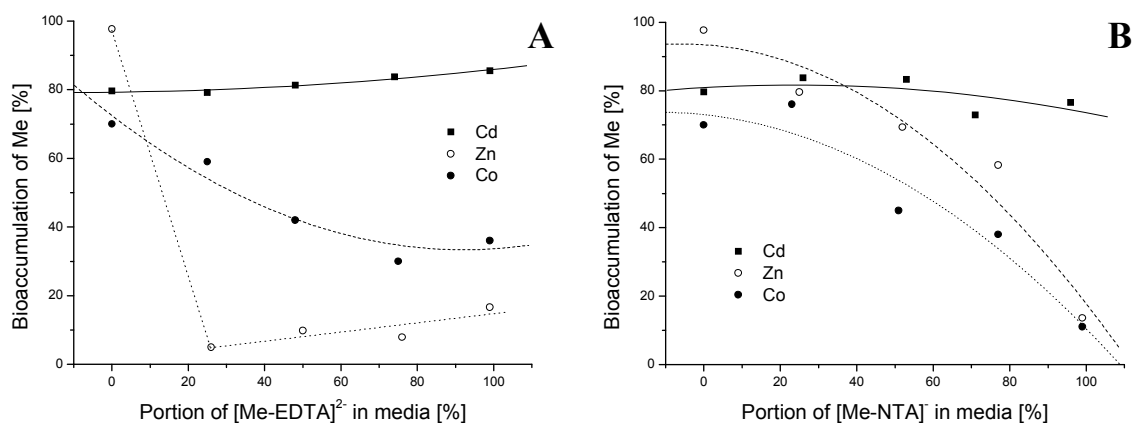 A
Bioaccumulation of Me [%]
100
80
60
40
20
0
Cd
Zn
Co
0 20 40 60 80 100
Portion of [Me-EDTA]²⁻ in media [%]
B
Bioaccumulation of Me [%]
100
80
60
40
20
0
Cd
Zn
Co
0 20 40 60 80 100
Portion of [Me-NTA]⁻ in media [%]